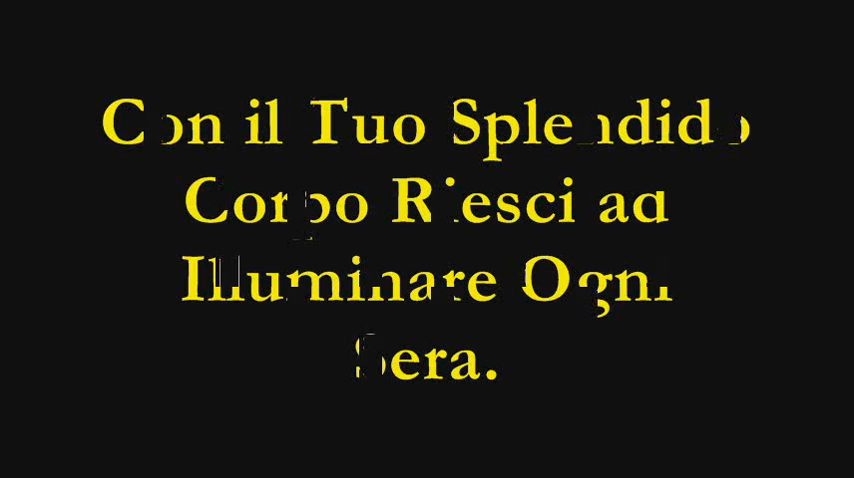 Con il Tuo Splendido
Corpo Riesci ad
Illuminare Ogni
Sera.